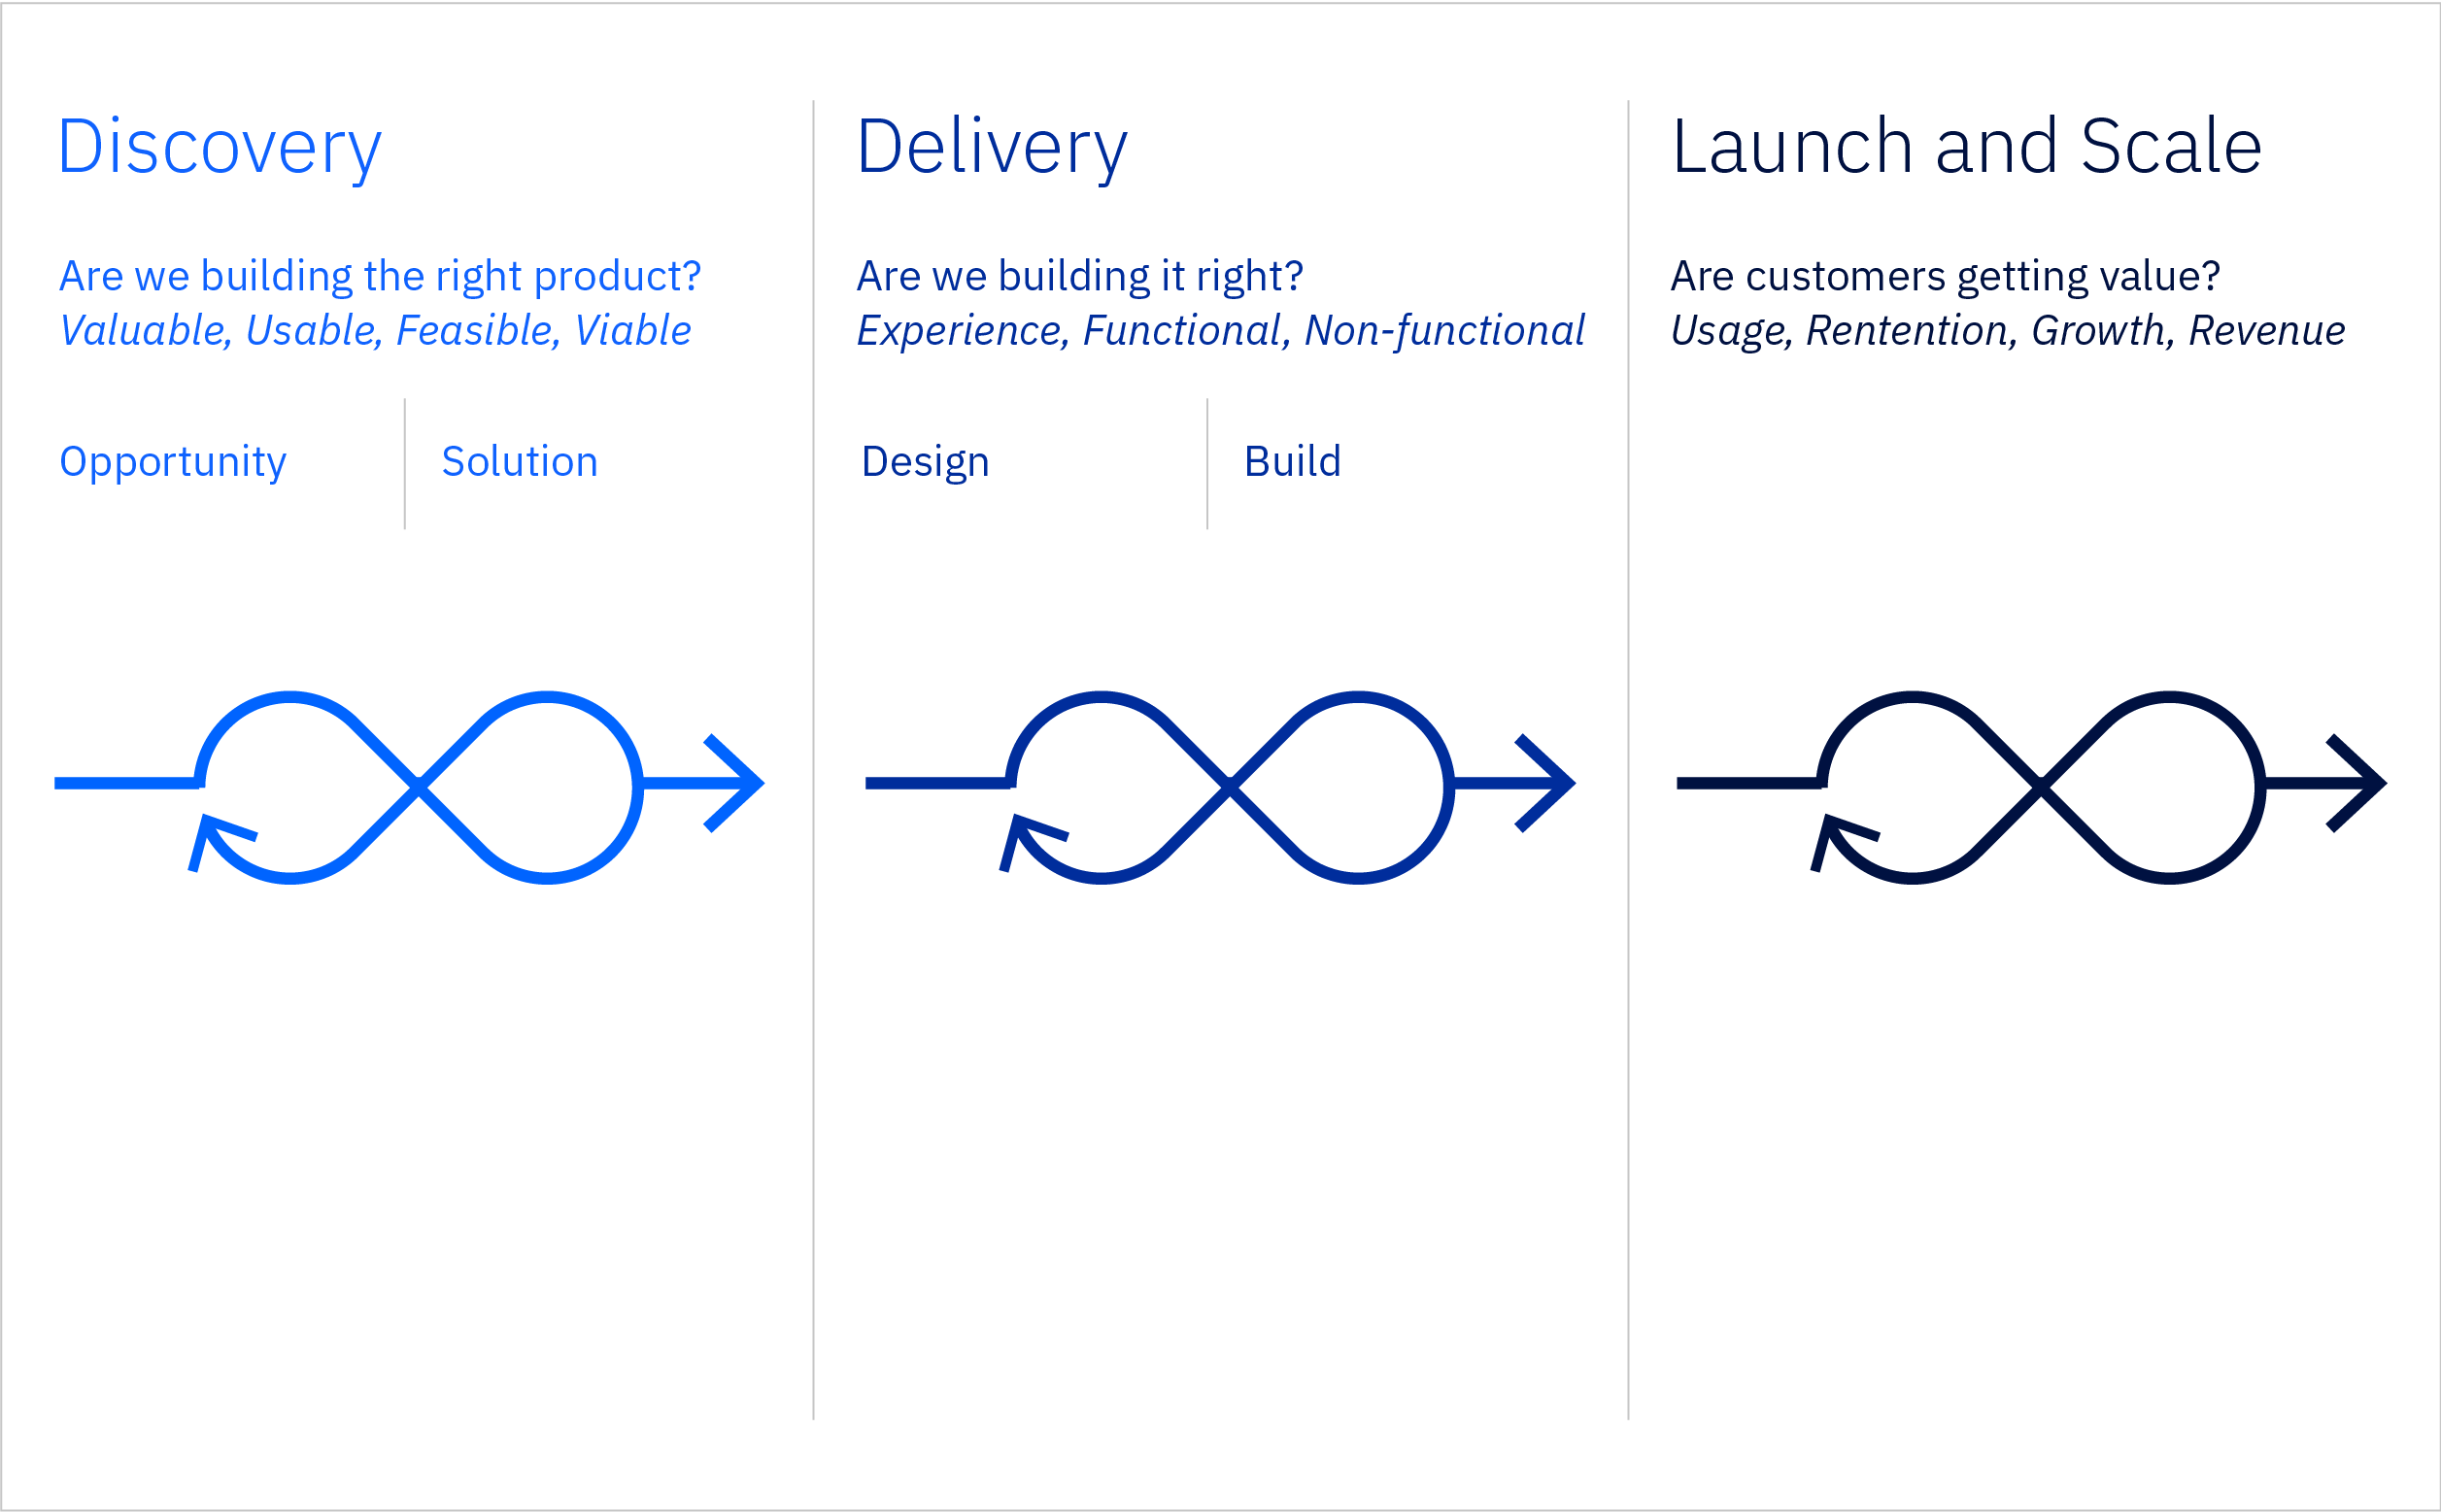 Discovery
Are we building the right product?
Valuable, Usable, Feasible, Viable
Opportunity
Solution
Delivery
Are we building it right?
Experience, Functional, Non-functional
Design
Build
Launch and Scale
Are customers getting value?
Usage, Rentention, Growth, Revenue